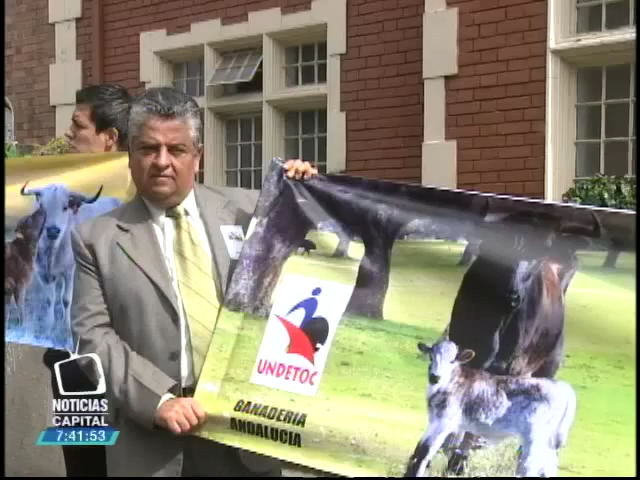 UNDETOC
GANADERIA
ANDALUCIA
NOTICIAS
CAPITAL
7:41:53